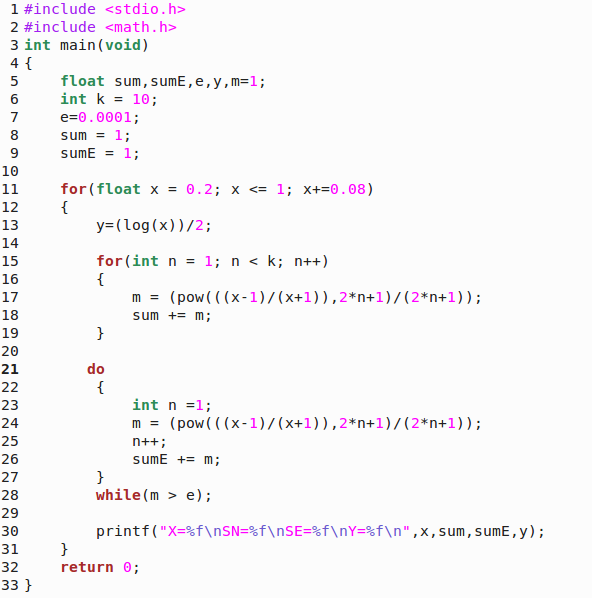 1 #include <stdio.h>
2 #include <math.h>
3 int main(void)
4 {
5     float sum,sumE,e,y,m=1;
6     int k = 10;
7     e=0.0001;
8     sum = 1;
9     sumE = 1;
10
11     for(float x = 0.2; x <= 1; x+=0.08)
12     {
13         y=(log(x))/2;
14
15         for(int n = 1; n < k; n++)
16         {
17             m = (pow(((x-1)/(x+1)),2*n+1)/(2*n+1));
18             sum += m;
19         }
20
21        do
22         {
23             int n =1;
24             m = (pow(((x-1)/(x+1)),2*n+1)/(2*n+1));
25             n++;
26             sumE += m;
27         }
28         while(m > e);
29
30         printf("X=%f\nSN=%f\nSE=%f\nY=%f\n",x,sum,sumE,y);
31     }
32     return 0;
33 }